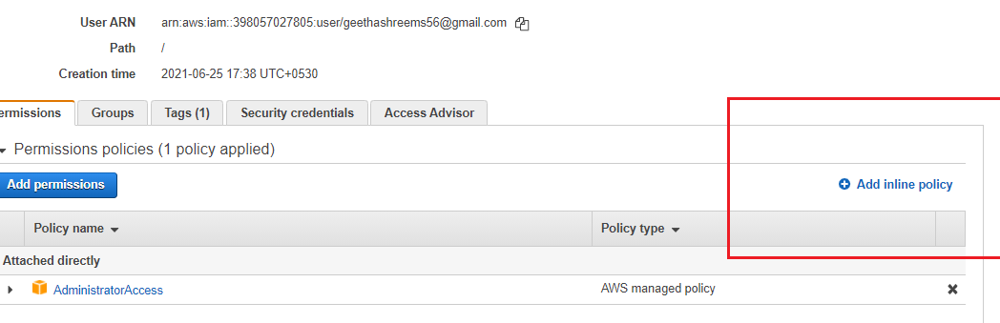 User ARN arn:aws:iam::398057027805:user/geethashreems56@gmail.com
Path /
Creation time 2021-06-25 17:38 UTC+0530
ermissions Groups Tags (1) Security credentials Access Advisor
Permissions policies (1 policy applied)
Add permissions Add inline policy
Policy name Policy type
Attached directly
AdministratorAccess AWS managed policy